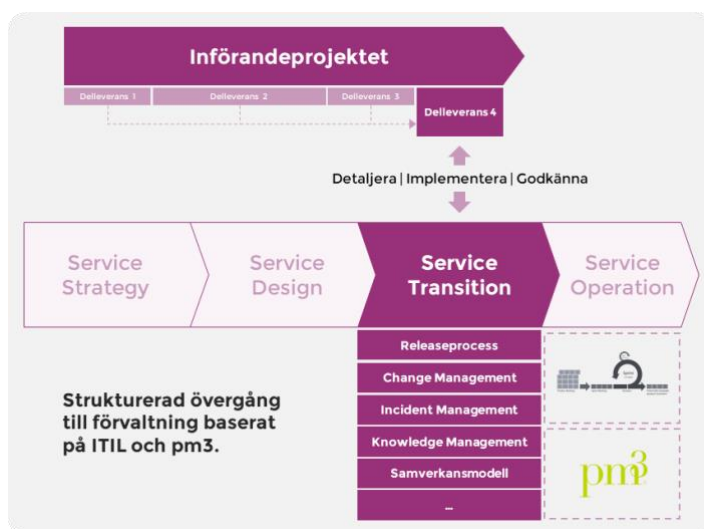 Införandeprojektet
Delleverans 1
Delleverans 2
Delleverans 3
Delleverans 4
Detaljera | Implementera | Godkänna
Service
Strategy
Service
Design
Service
Transition
Service
Operation
Releaseprocess
Change Management
Incident Management
Knowledge Management
Samverkansmodell
...
Strukturerad övergång
till förvaltning baserat
på ITIL och pm3.
pm3